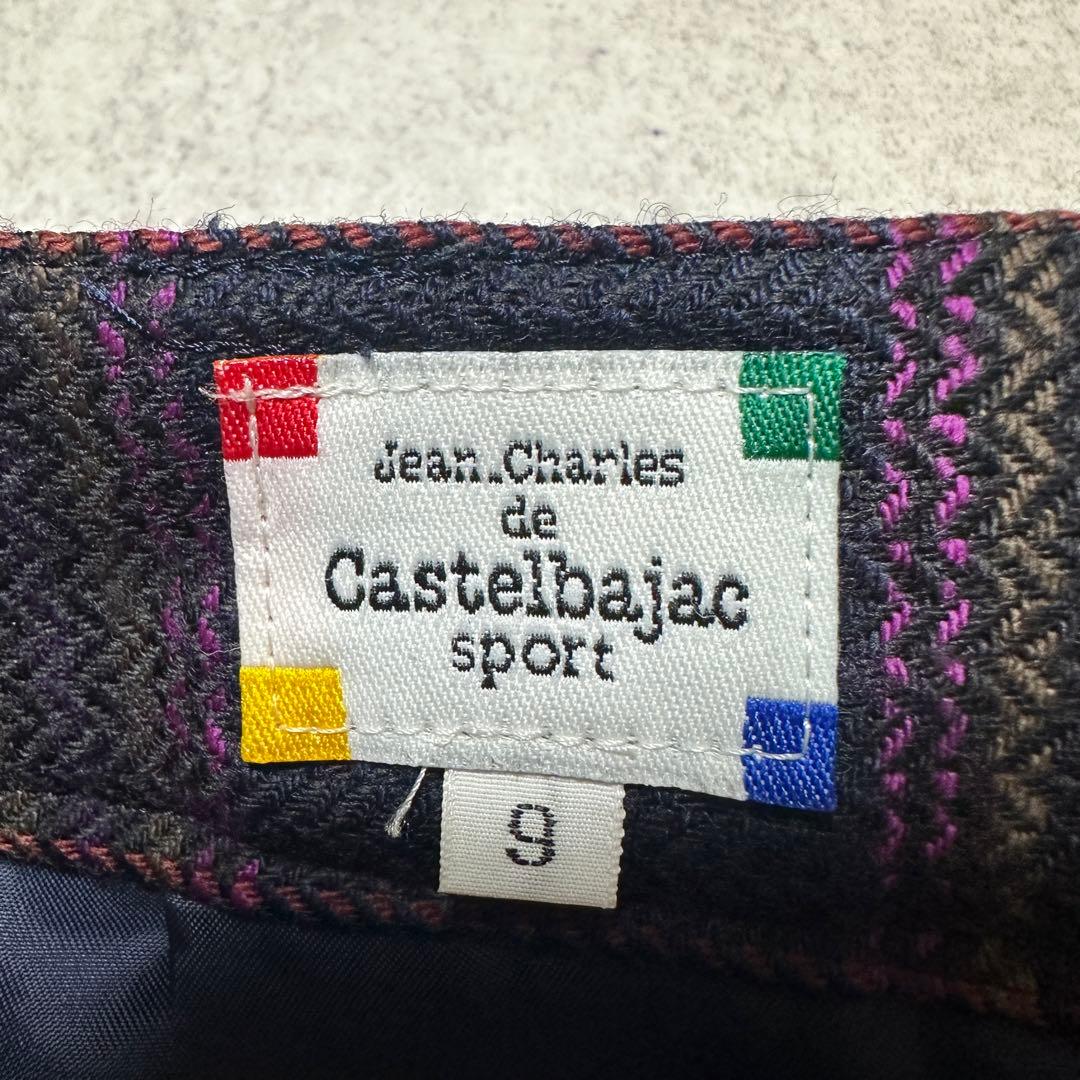 Jean.Charles
de
Castelbajac
sport
9